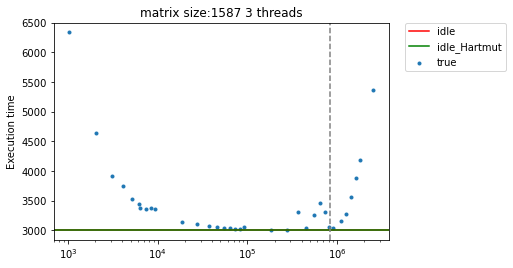 matrix size:1587 3 threads
6500
6000
5500
5000
4500
4000
3500
3000
Execution time
10³
10⁴
10⁵
10⁶
idle
idle_Hartmut
true